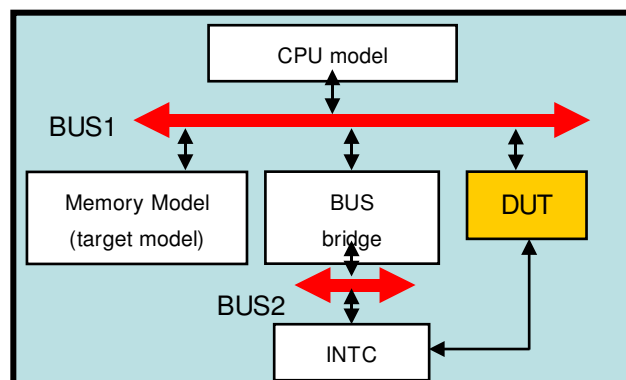 CPU model
BUS1
Memory Model
(target model)
BUS
bridge
DUT
BUS2
INTC